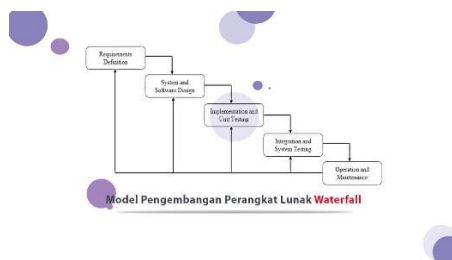 Requirements
Definition
System and
Software Design
Implementation and
Unit Testing
Integration and
System Testing
Operation and
Maintenance
Model Pengembangan Perangkat Lunak Waterfall